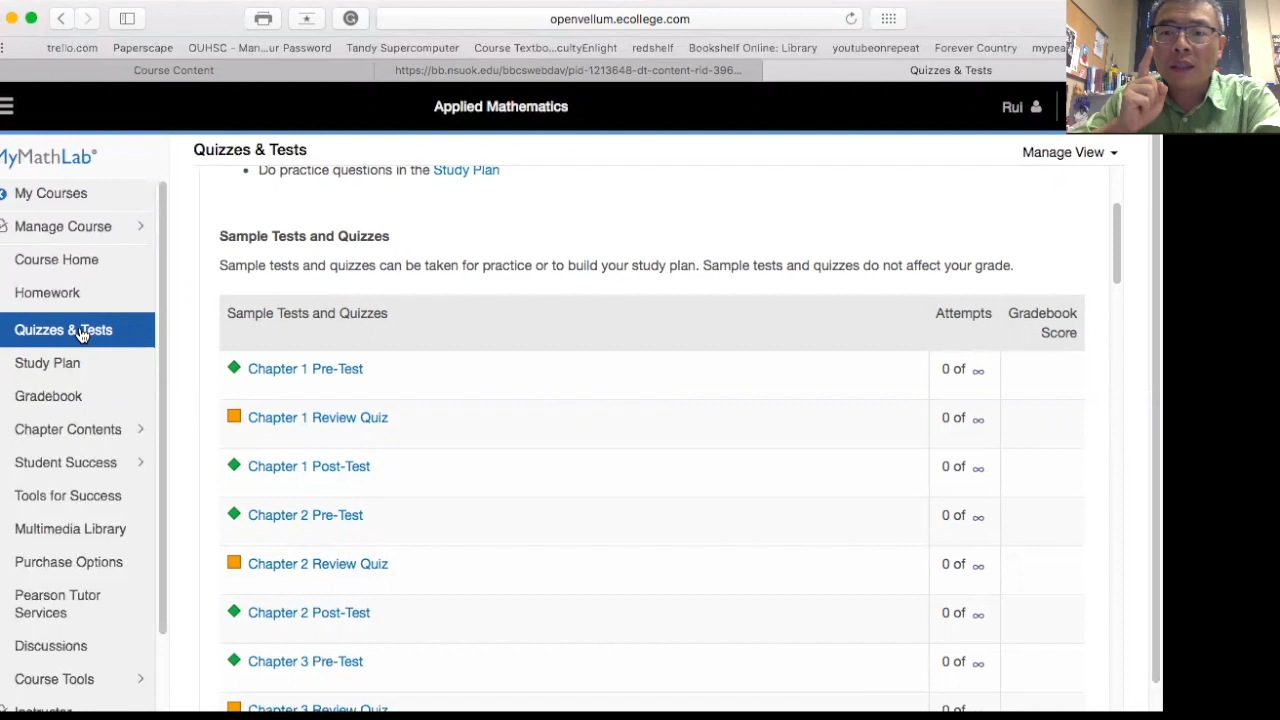 openvellum.ecollege.com
trello.com Paperscape OUHSC - Man...ur Password Tandy Supercomputer Course Textbo...cultyEnlight redshelf Bookshelf Online: Library youtubeonrepeat Forever Country mype
Course Content https://bb.nsuok.edu/bbcswebdav/pid-1213648-dt-content-rid-396... Quizzes & Tests
Applied Mathematics Rui
MyMathLab®
My Courses
Manage Course
Course Home
Homework
Quizzes & Tests
Study Plan
Gradebook
Chapter Contents
Student Success
Tools for Success
Multimedia Library
Purchase Options
Pearson Tutor
Services
Discussions
Course Tools
Instructor
Quizzes & Tests Manage View
• Do practice questions in the Study Plan
Sample Tests and Quizzes
Sample tests and quizzes can be taken for practice or to build your study plan. Sample tests and quizzes do not affect your grade.
Sample Tests and Quizzes Attempts Gradebook
Score
Chapter 1 Pre-Test 0 of ∞
Chapter 1 Review Quiz 0 of ∞
Chapter 1 Post-Test 0 of ∞
Chapter 2 Pre-Test 0 of ∞
Chapter 2 Review Quiz 0 of ∞
Chapter 2 Post-Test 0 of ∞
Chapter 3 Pre-Test 0 of ∞
Chapter 3 Review Quiz 0 of ∞